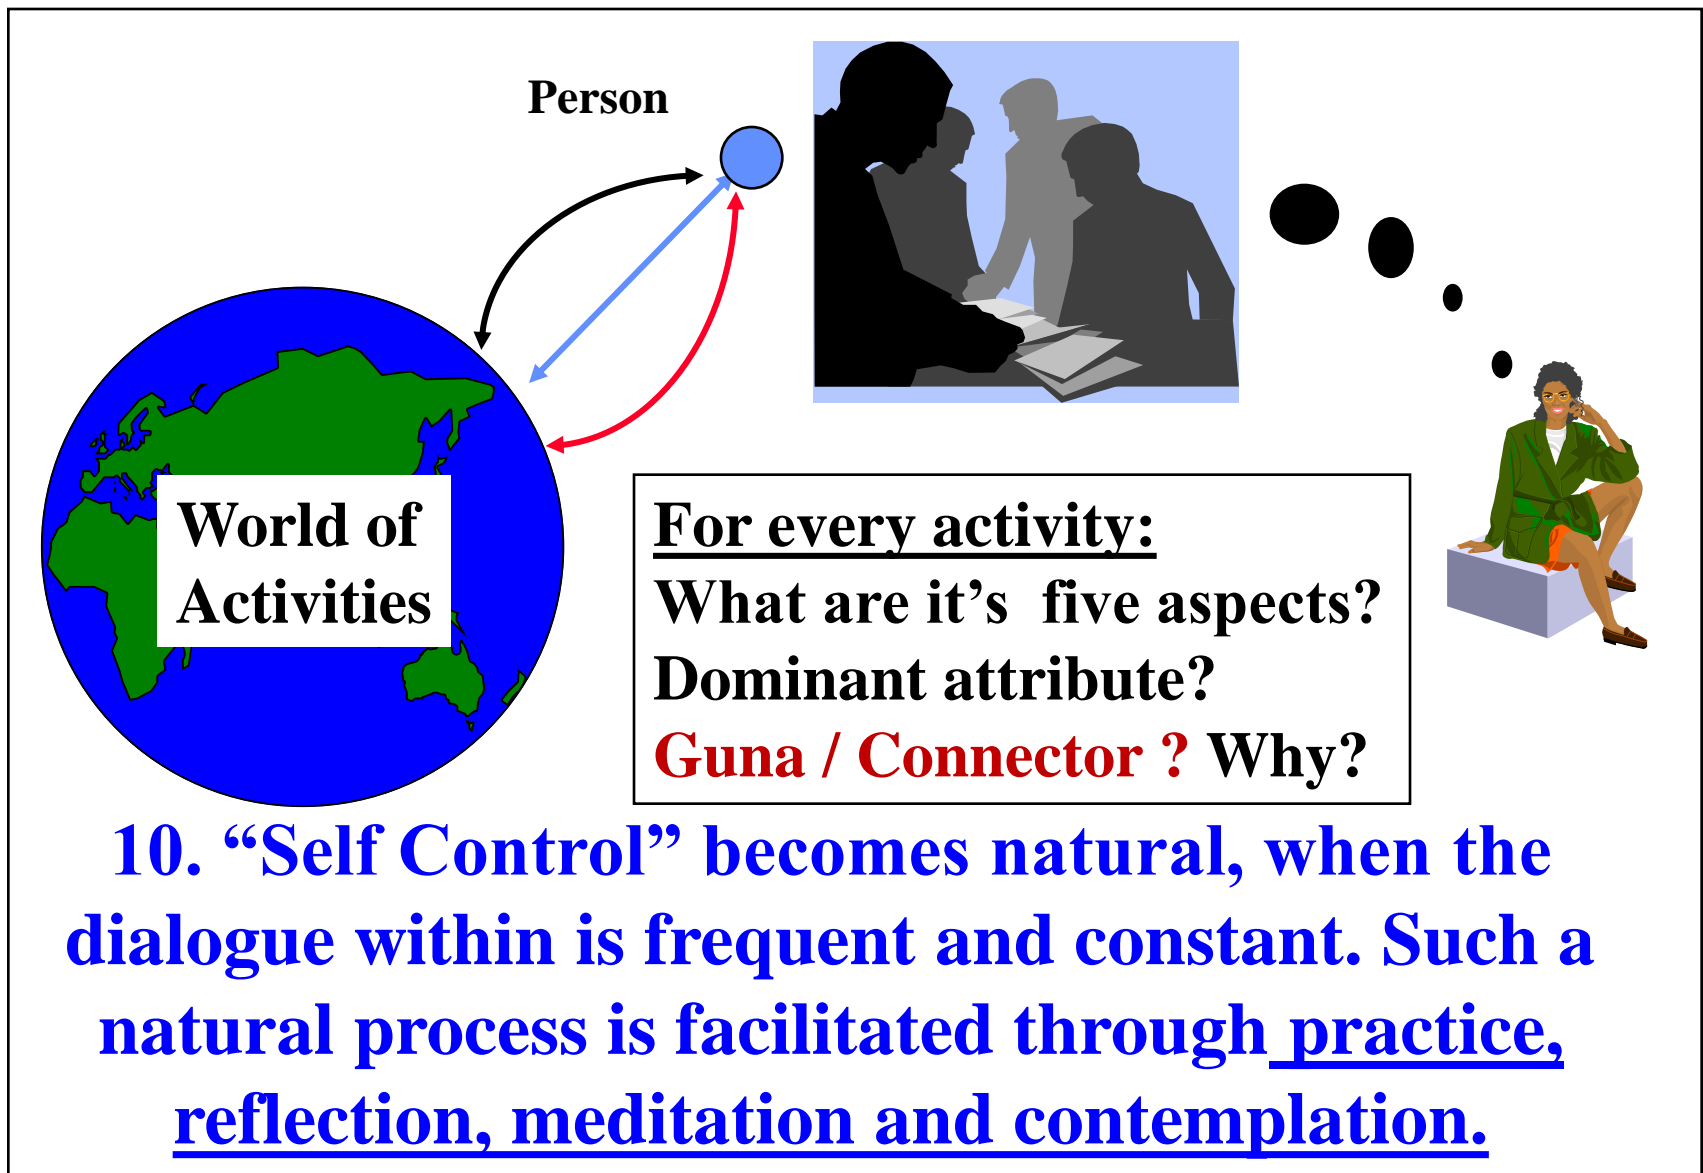 Person
World of
Activities
For every activity:
What are it’s five aspects?
Dominant attribute?
Guna / Connector ? Why?
10. “Self Control” becomes natural, when the
dialogue within is frequent and constant. Such a
natural process is facilitated through practice,
reflection, meditation and contemplation.